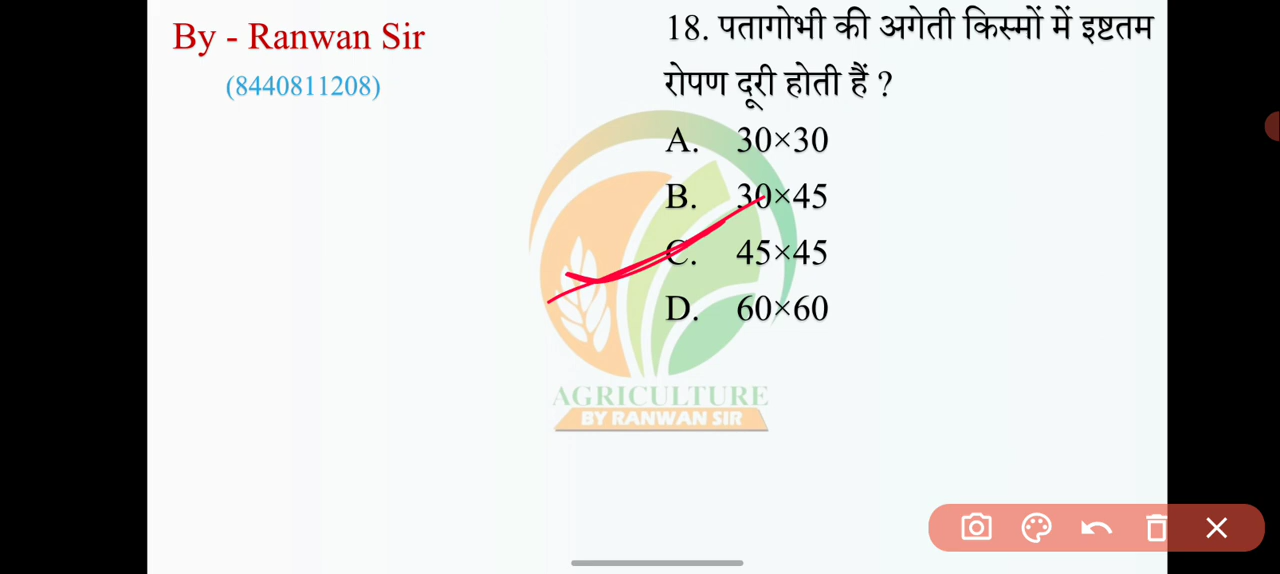 By - Ranwan Sir
(8440811208)
18. पतागोभी की अगेती किस्मों में इष्टतम
रोपण दूरी होती हैं ?
A. 30×30
B. 30×45
C. 45×45
D. 60×60
AGRICULTURE
BY RANWAN SIR